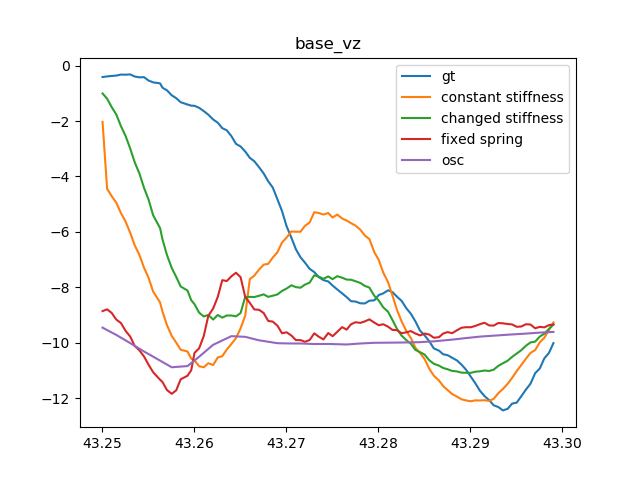 base_vz
gt
constant stiffness
changed stiffness
fixed spring
osc
0
−2
−4
−6
−8
−10
−12
43.25 43.26 43.27 43.28 43.29 43.30